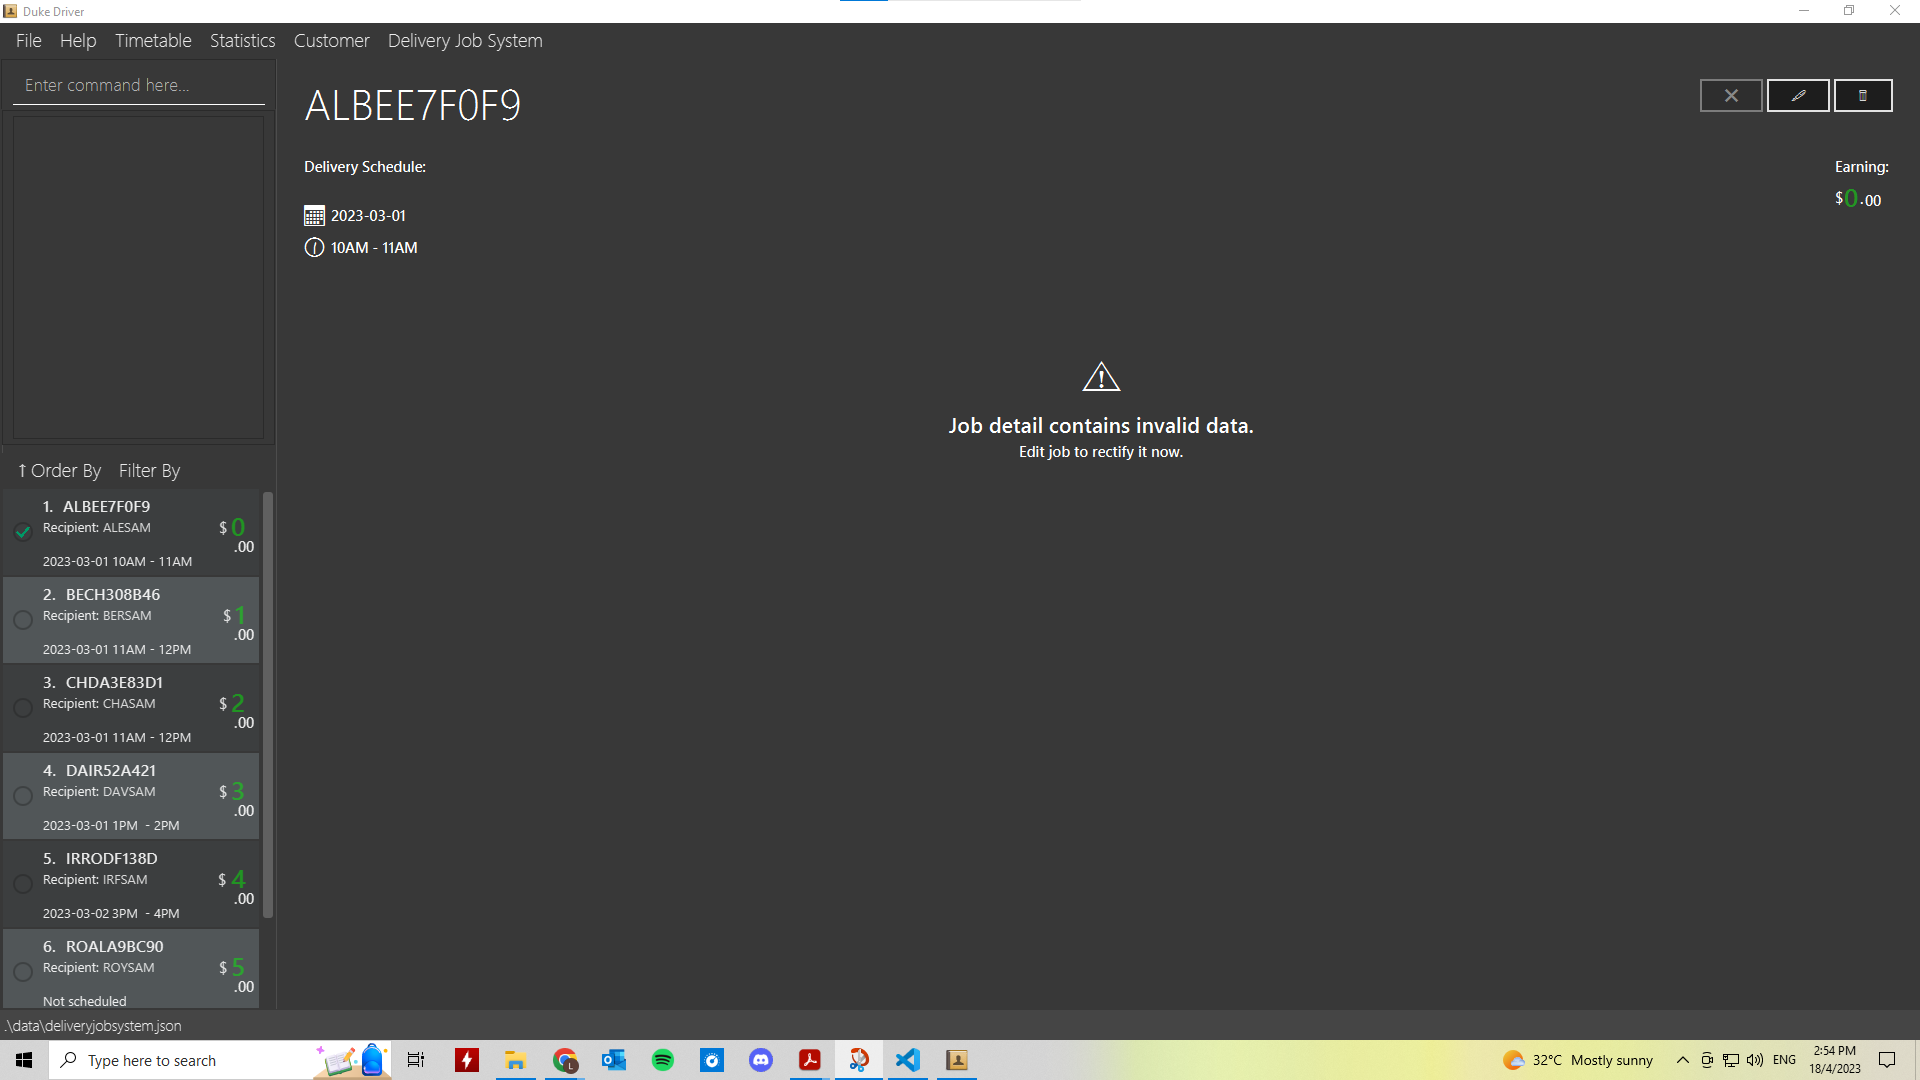 Duke Driver
File Help Timetable Statistics Customer Delivery Job System
Enter command here...
ALBEE7F0F9
Delivery Schedule:
Earning:
2023-03-01
$0.00
10AM - 11AM
Job detail contains invalid data.
Edit job to rectify it now.
↑ Order By Filter By
1. ALBEE7F0F9
Recipient: ALESAM
$ 0.00
2023-03-01 10AM - 11AM
2. BECH308B46
Recipient: BERSAM
$ 1.00
2023-03-01 11AM - 12PM
3. CHDA3E83D1
Recipient: CHASAM
$ 2.00
2023-03-01 11AM - 12PM
4. DAIR52A421
Recipient: DAVSAM
$ 3.00
2023-03-01 1PM - 2PM
5. IRRODF138D
Recipient: IRFSAM
$ 4.00
2023-03-02 3PM - 4PM
6. ROALA9BC90
Recipient: ROYSAM
$ 5.00
Not scheduled
.\data\deliveryjobsystem.json
Type here to search
32°C Mostly sunny
ENG
2:54 PM
18/4/2023